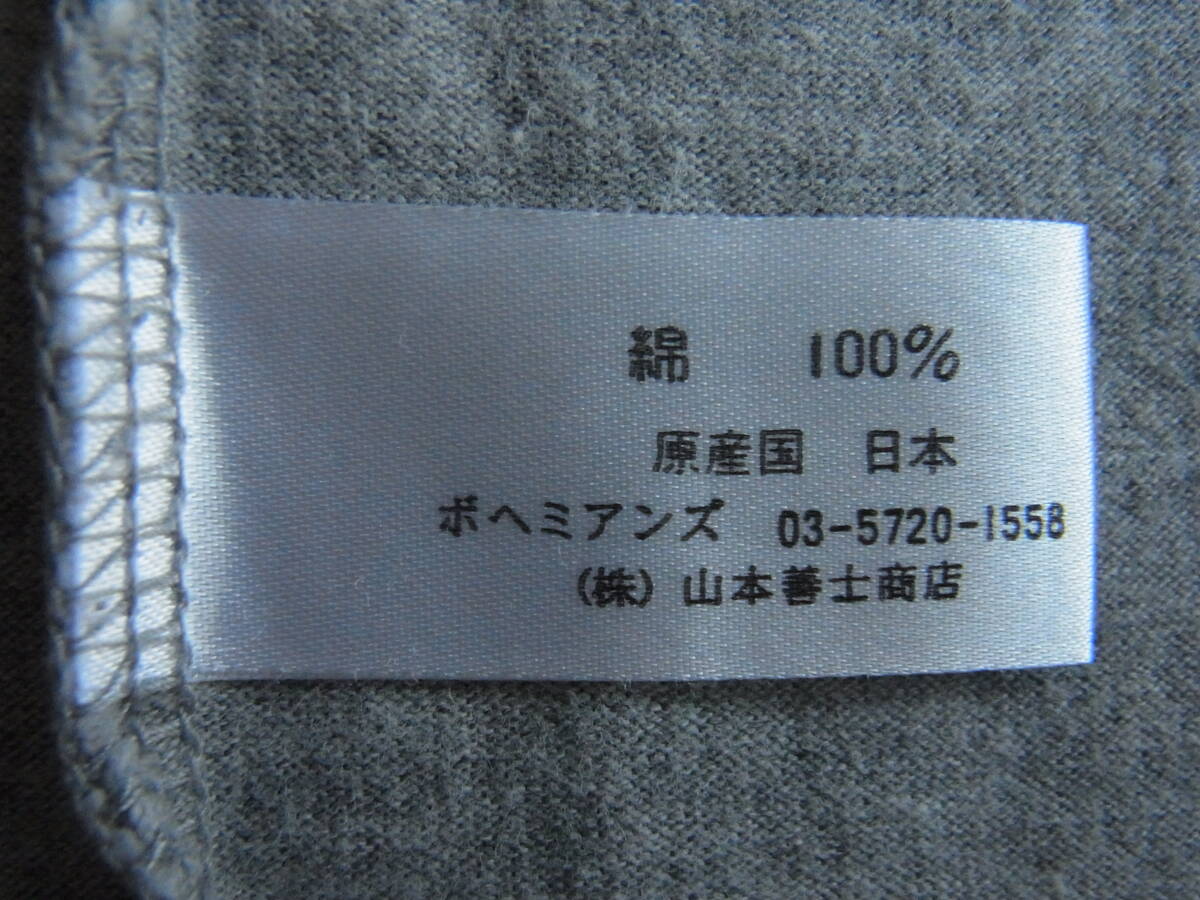 綿 100%
原産国 日本
ボヘミアンズ 03-5720-1558
(株) 山本善士商店